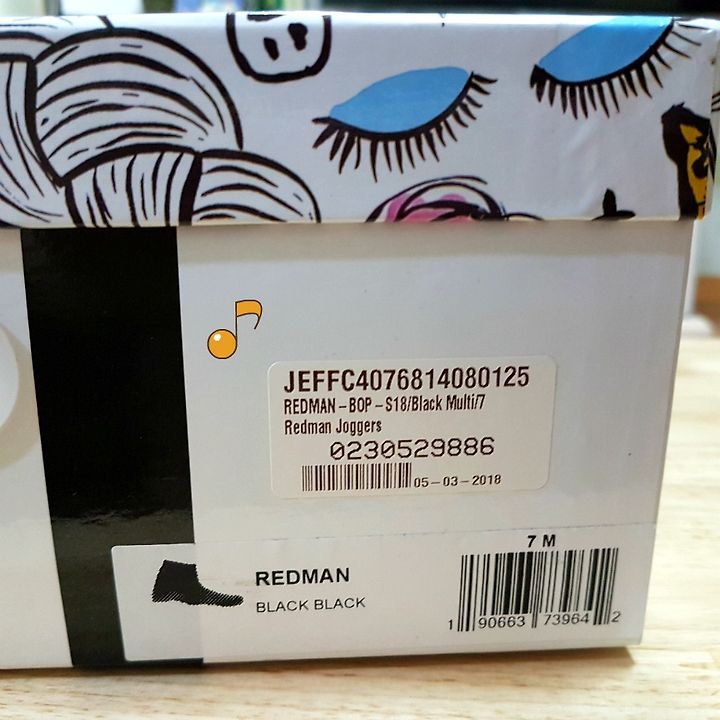 JEFFC4076814080125
REDMAN-BOP-S18/Black Multi/7
Redman Joggers
0230529886
05-03-2018
7 M
REDMAN
BLACK BLACK
1 90663 73964 2